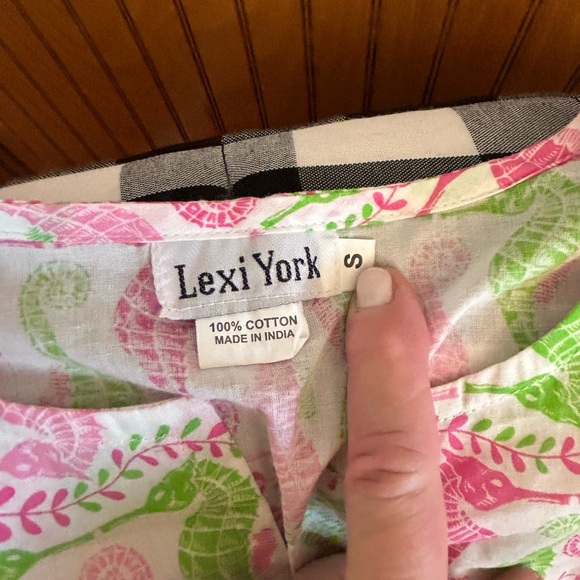 Lexi York
S
100% COTTON
MADE IN INDIA